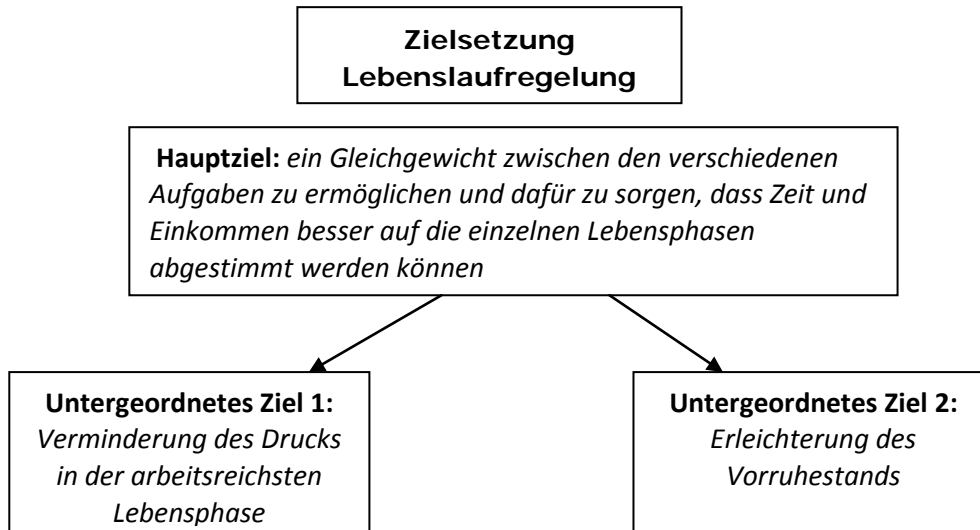 Zielsetzung
Lebenslaufregelung
Hauptziel: ein Gleichgewicht zwischen den verschiedenen
Aufgaben zu ermöglichen und dafür zu sorgen, dass Zeit und
Einkommen besser auf die einzelnen Lebensphasen
abgestimmt werden können
Untergeordnetes Ziel 1:
Verminderung des Drucks
in der arbeitsreichsten
Lebensphase
Untergeordnetes Ziel 2:
Erleichterung des
Vorruhestands